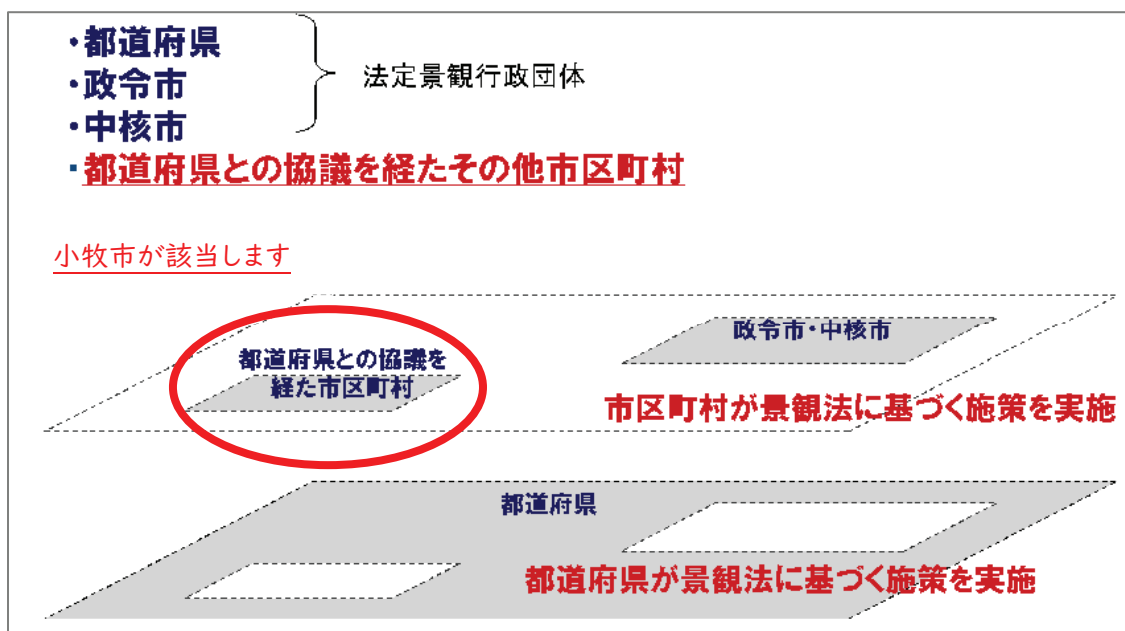 ・都道府県
・政令市
・中核市
法定景観行政団体
・都道府県との協議を経たその他市区町村
小牧市が該当します
政令市・中核市
都道府県との協議を
経た市区町村
市区町村が景観法に基づく施策を実施
都道府県
都道府県が景観法に基づく施策を実施